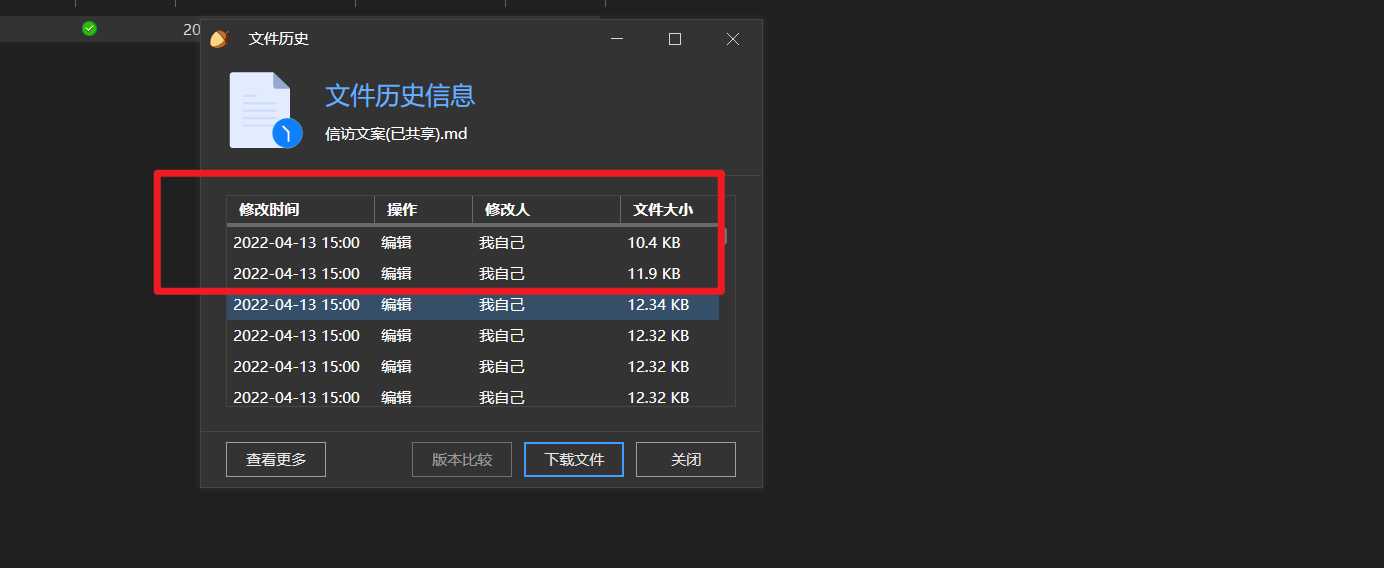 20
文件历史
文件历史信息
信访文案(已共享).md
修改时间 操作 修改人 文件大小
2022-04-13 15:00 编辑 我自己 10.4 KB
2022-04-13 15:00 编辑 我自己 11.9 KB
2022-04-13 15:00 编辑 我自己 12.34 KB
2022-04-13 15:00 编辑 我自己 12.32 KB
2022-04-13 15:00 编辑 我自己 12.32 KB
2022-04-13 15:00 编辑 我自己 12.32 KB
查看更多 版本比较 下载文件 关闭